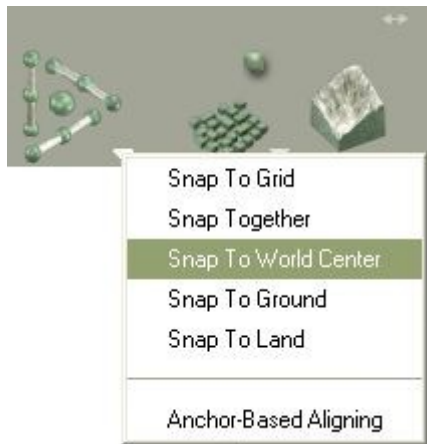 Snap To Grid
Snap Together
Snap To World Center
Snap To Ground
Snap To Land
Anchor-Based Aligning